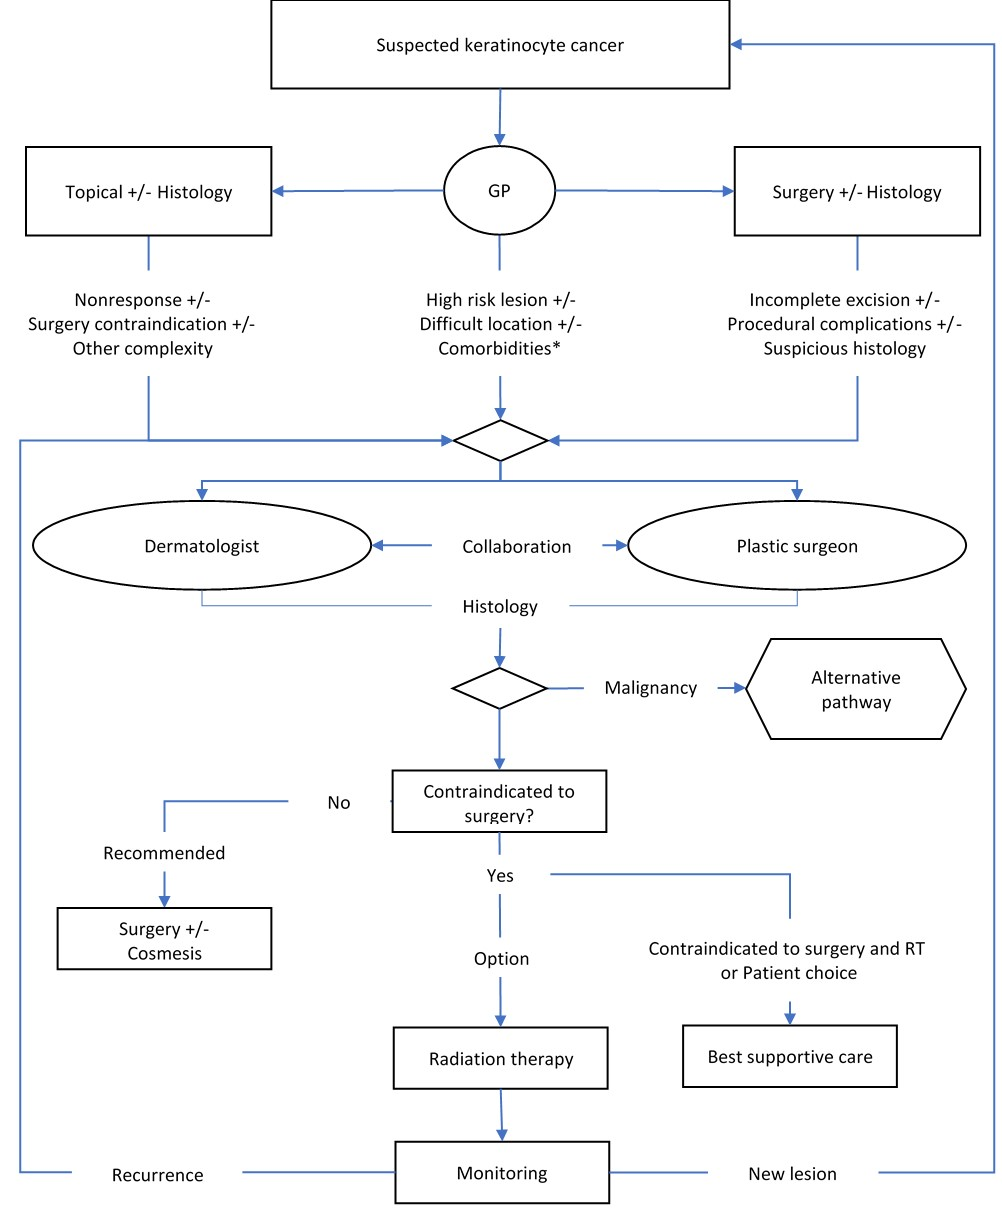 Suspected keratinocyte cancer
Topical +/- Histology
GP
Surgery +/- Histology
Nonresponse +/-
Surgery contraindication +/-
Other complexity
High risk lesion +/-
Difficult location +/-
Comorbidities*
Incomplete excision +/-
Procedural complications +/-
Suspicious histology
Dermatologist
Collaboration
Plastic surgeon
Histology
Malignancy
Alternative
pathway
Contraindicated to
surgery?
No
Recommended
Surgery +/-
Cosmesis
Yes
Option
Contraindicated to surgery and RT
or Patient choice
Radiation therapy
Best supportive care
Recurrence
Monitoring
New lesion